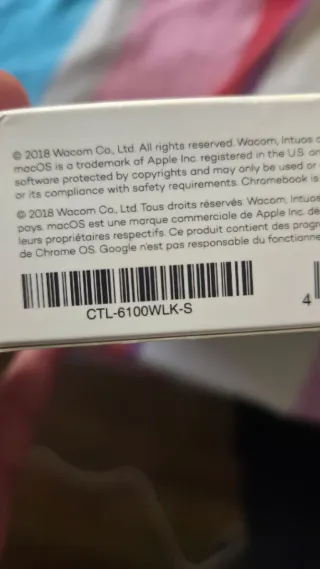 © 2018 Wacom Co., Ltd. All rights reserved. Wacom, Intuos
macOS is a trademark of Apple Inc. registered in the U.S.
software protected by copyrights and may only be used or
or its compliance with safety requirements. Chromebook is
© 2018 Wacom Co., Ltd. Tous droits réservés. Wacom, Intuos
pays. macOS est une marque commerciale de Apple Inc.
leurs propriétaires respectifs. Ce produit contient des
de Chrome OS. Google n'est pas responsable du
CTL-6100WLK-S
4